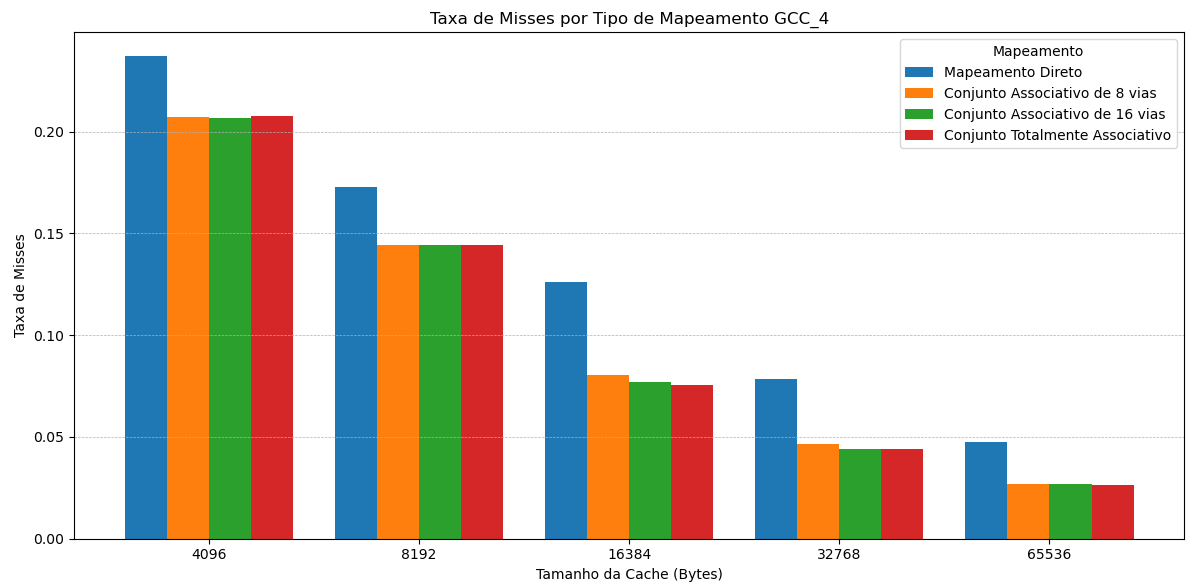 Taxa de Misses por Tipo de Mapeamento GCC_4
Mapeamento
Mapeamento Direto
Conjunto Associativo de 8 vias
Conjunto Associativo de 16 vias
Conjunto Totalmente Associativo
Taxa de Misses
0.20
0.15
0.10
0.05
0.00
4096 8192 16384 32768 65536
Tamanho da Cache (Bytes)